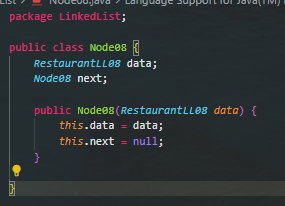 List > Node08.java > Language Support for Java(TM)
package LinkedList;
public class Node08 {
RestaurantLL08 data;
Node08 next;
public Node08(RestaurantLL08 data) {
this.data = data;
this.next = null;
}
}